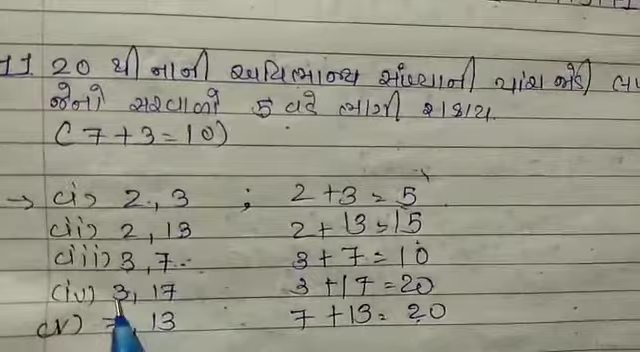 11 20 થી નાની અવિભાજ્ય સંખ્યાની પાંચ જોડી
જેનો સરવાળો 5 વડે ભાગી શકાય.
(7+3=10)
→ (i) 2, 3 ; 2+3=5
(ii) 2, 13 2+13=15
(iii) 3, 7 3+7=10
(iv) 3, 17 3+17=20
(v) 7, 13 7+13=20